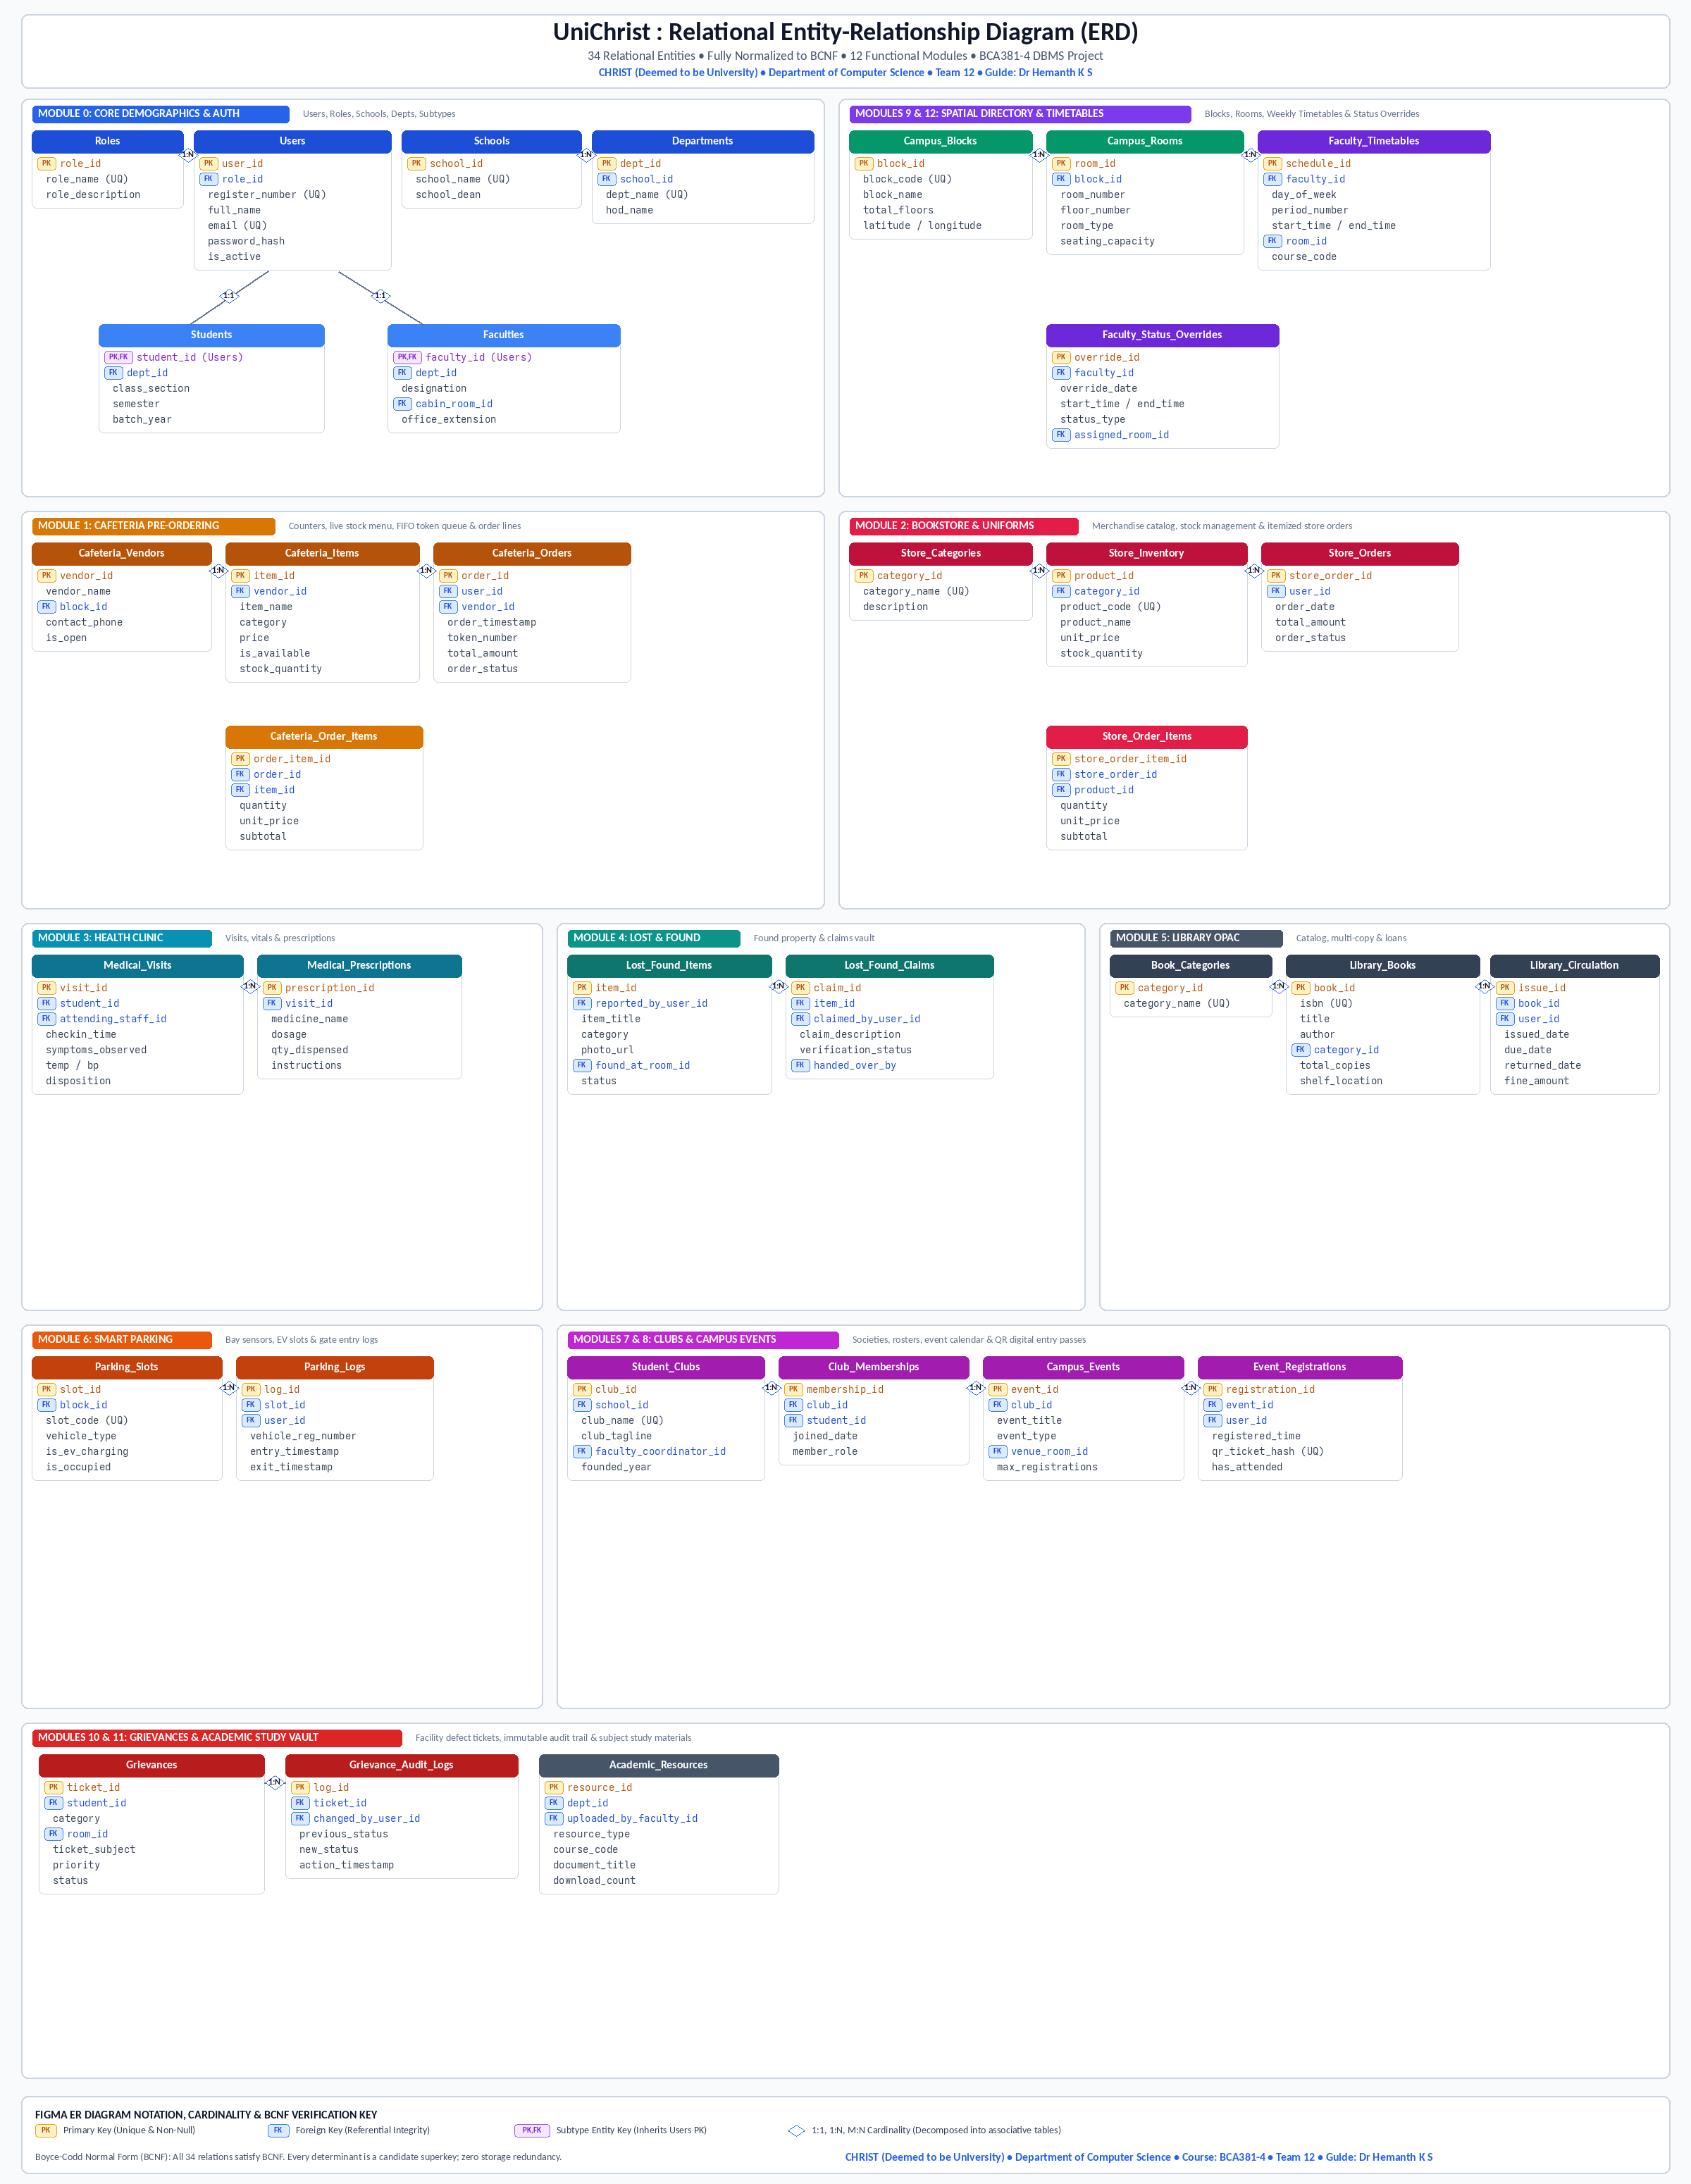 UniChrist : Relational Entity-Relationship Diagram (ERD)
34 Relational Entities • Fully Normalized to BCNF • 12 Functional Modules • BCA381-4 DBMS Project
CHRIST (Deemed to be University) • Department of Computer Science • Team 12 • Guide: Dr Hemanth K S
MODULE 0: CORE DEMOGRAPHICS & AUTH
Users, Roles, Schools, Depts, Subtypes
Roles
PK role_id
role_name (UQ)
role_description
1:N
Users
PK user_id
FK role_id
register_number (UQ)
full_name
email (UQ)
password_hash
is_active
Schools
PK school_id
school_name (UQ)
school_dean
1:N
Departments
PK dept_id
FK school_id
dept_name (UQ)
hod_name
1:1
1:1
Students
PK,FK student_id (Users)
FK dept_id
class_section
semester
batch_year
Faculties
PK,FK faculty_id (Users)
FK dept_id
designation
FK cabin_room_id
office_extension
MODULES 9 & 12: SPATIAL DIRECTORY & TIMETABLES
Blocks, Rooms, Weekly Timetables & Status Overrides
Campus_Blocks
PK block_id
block_code (UQ)
block_name
total_floors
latitude / longitude
1:N
Campus_Rooms
PK room_id
FK block_id
room_number
floor_number
room_type
seating_capacity
1:N
Faculty_Timetables
PK schedule_id
FK faculty_id
day_of_week
period_number
start_time / end_time
FK room_id
course_code
Faculty_Status_Overrides
PK override_id
FK faculty_id
override_date
start_time / end_time
status_type
FK assigned_room_id
MODULE 1: CAFETERIA PRE-ORDERING
Counters, live stock menu, FIFO token queue & order lines
Cafeteria_Vendors
PK vendor_id
vendor_name
FK block_id
contact_phone
is_open
1:N
Cafeteria_Items
PK item_id
FK vendor_id
item_name
category
price
is_available
stock_quantity
1:N
Cafeteria_Orders
PK order_id
FK user_id
FK vendor_id
order_timestamp
token_number
total_amount
order_status
Cafeteria_Order_Items
PK order_item_id
FK order_id
FK item_id
quantity
unit_price
subtotal
MODULE 2: BOOKSTORE & UNIFORMS
Merchandise catalog, stock management & itemized store orders
Store_Categories
PK category_id
category_name (UQ)
description
1:N
Store_Inventory
PK product_id
FK category_id
product_code (UQ)
product_name
unit_price
stock_quantity
1:N
Store_Orders
PK store_order_id
FK user_id
order_date
total_amount
order_status
Store_Order_Items
PK store_order_item_id
FK store_order_id
FK product_id
quantity
unit_price
subtotal
MODULE 3: HEALTH CLINIC
Visits, vitals & prescriptions
Medical_Visits
PK visit_id
FK student_id
FK attending_staff_id
checkin_time
symptoms_observed
temp / bp
disposition
1:N
Medical_Prescriptions
PK prescription_id
FK visit_id
medicine_name
dosage
qty_dispensed
instructions
MODULE 4: LOST & FOUND
Found property & claims vault
Lost_Found_Items
PK item_id
FK reported_by_user_id
item_title
category
photo_url
FK found_at_room_id
status
1:N
Lost_Found_Claims
PK claim_id
FK item_id
FK claimed_by_user_id
claim_description
verification_status
FK handed_over_by
MODULE 5: LIBRARY OPAC
Catalog, multi-copy & loans
Book_Categories
PK category_id
category_name (UQ)
1:N
Library_Books
PK book_id
isbn (UQ)
title
author
FK category_id
total_copies
shelf_location
1:N
Library_Circulation
PK issue_id
FK book_id
FK user_id
issued_date
due_date
returned_date
fine_amount
MODULE 6: SMART PARKING
Bay sensors, EV slots & gate entry logs
Parking_Slots
PK slot_id
FK block_id
slot_code (UQ)
vehicle_type
is_ev_charging
is_occupied
1:N
Parking_Logs
PK log_id
FK slot_id
FK user_id
vehicle_reg_number
entry_timestamp
exit_timestamp
MODULES 7 & 8: CLUBS & CAMPUS EVENTS
Societies, rosters, event calendar & QR digital entry passes
Student_Clubs
PK club_id
FK school_id
club_name (UQ)
club_tagline
FK faculty_coordinator_id
founded_year
1:N
Club_Memberships
PK membership_id
FK club_id
FK student_id
joined_date
member_role
1:N
Campus_Events
PK event_id
FK club_id
event_title
event_type
FK venue_room_id
max_registrations
1:N
Event_Registrations
PK registration_id
FK event_id
FK user_id
registered_time
qr_ticket_hash (UQ)
has_attended
MODULES 10 & 11: GRIEVANCES & ACADEMIC STUDY VAULT
Facility defect tickets, immutable audit trail & subject study materials
Grievances
PK ticket_id
FK student_id
category
FK room_id
ticket_subject
priority
status
1:N
Grievance_Audit_Logs
PK log_id
FK ticket_id
FK changed_by_user_id
previous_status
new_status
action_timestamp
Academic_Resources
PK resource_id
FK dept_id
FK uploaded_by_faculty_id
resource_type
course_code
document_title
download_count
FIGMA ER DIAGRAM NOTATION, CARDINALITY & BCNF VERIFICATION KEY
PK Primary Key (Unique & Non-Null)
FK Foreign Key (Referential Integrity)
PK,FK Subtype Entity Key (Inherits Users PK)
1:1, 1:N, M:N Cardinality (Decomposed into associative tables)
Boyce-Codd Normal Form (BCNF): All 34 relations satisfy BCNF. Every determinant is a candidate superkey; zero storage redundancy.
CHRIST (Deemed to be University) • Department of Computer Science • Course: BCA381-4 • Team 12 • Guide: Dr Hemanth K S